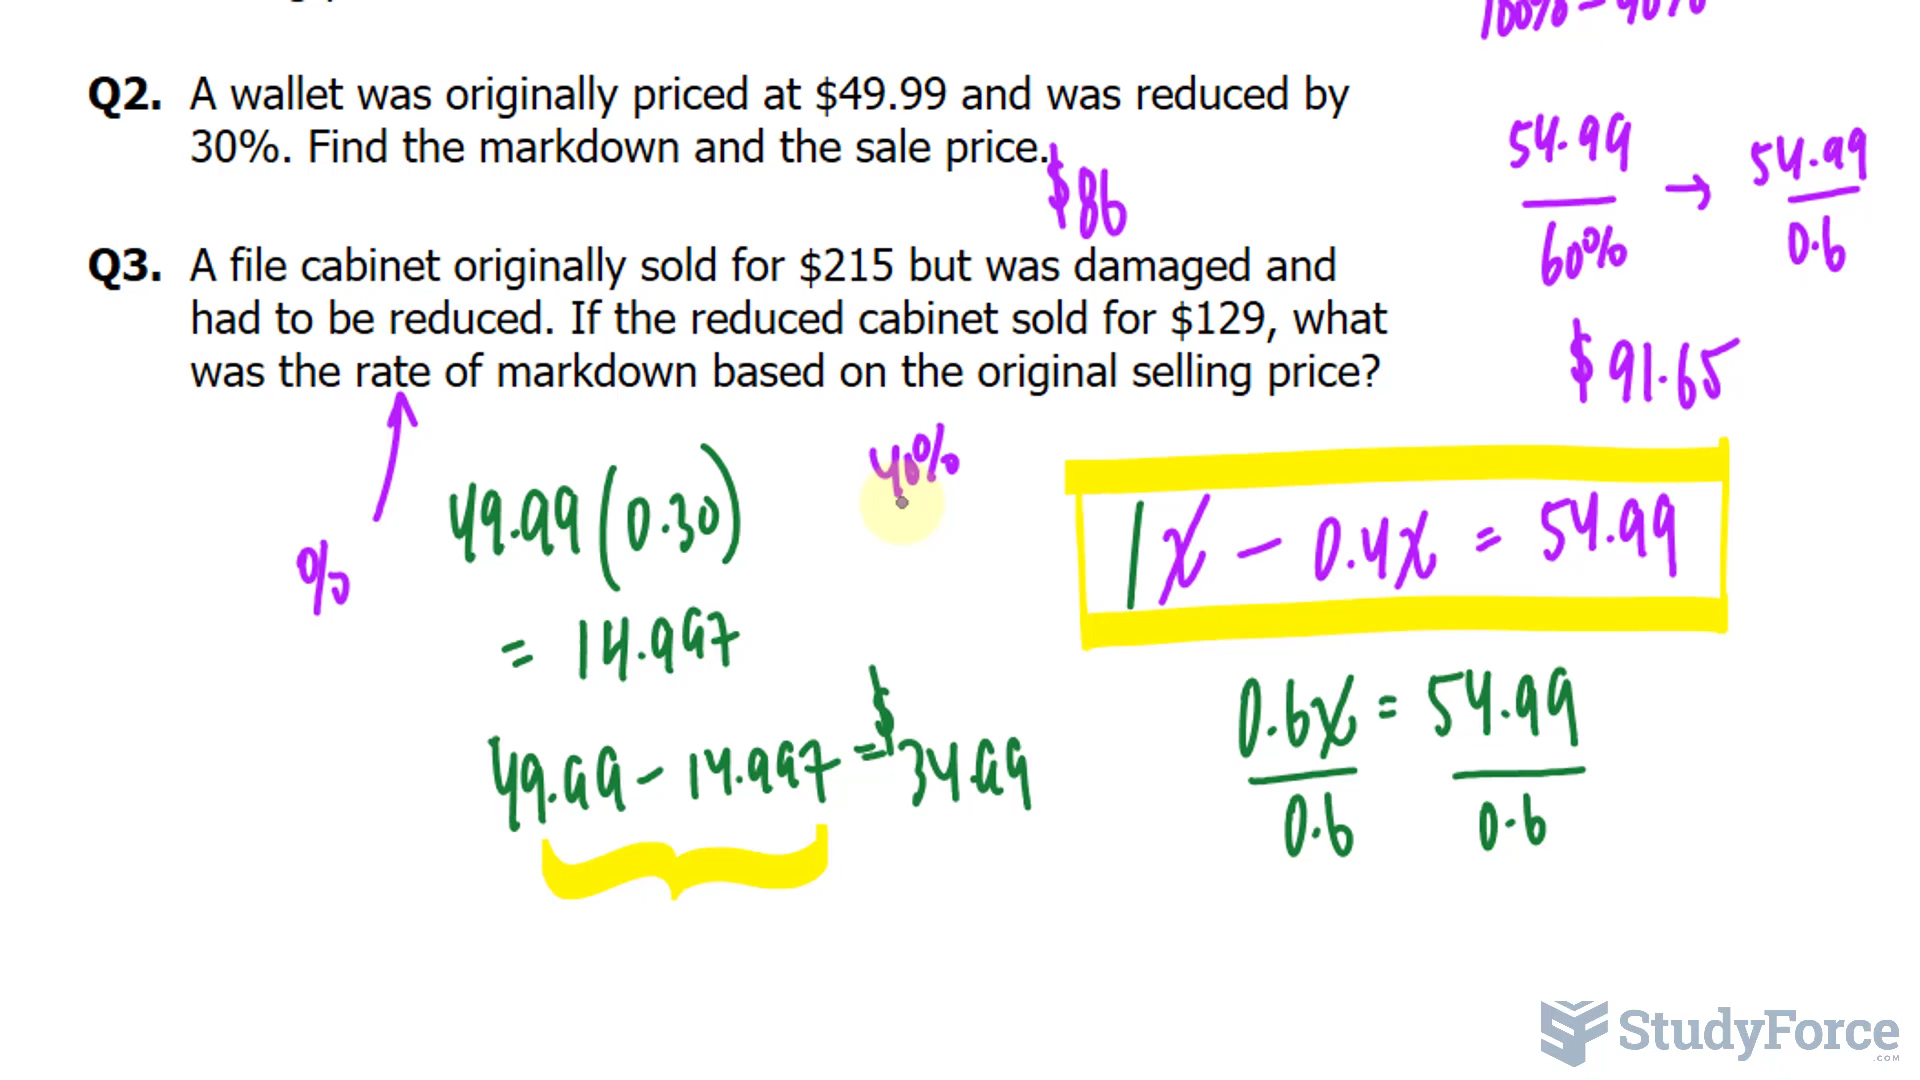 100% - 40%
Q2. A wallet was originally priced at $49.99 and was reduced by
30%. Find the markdown and the sale price.
$86
54.99
60%
→
54.99
0.6
Q3. A file cabinet originally sold for $215 but was damaged and
had to be reduced. If the reduced cabinet sold for $129, what
was the rate of markdown based on the original selling price?
$91.65
%
49.99(0.30)
40%
= 14.997
49.99 - 14.997 = $34.99
1x - 0.4x = 54.99
0.6x = 54.99
0.6 0.6
StudyForce
.COM